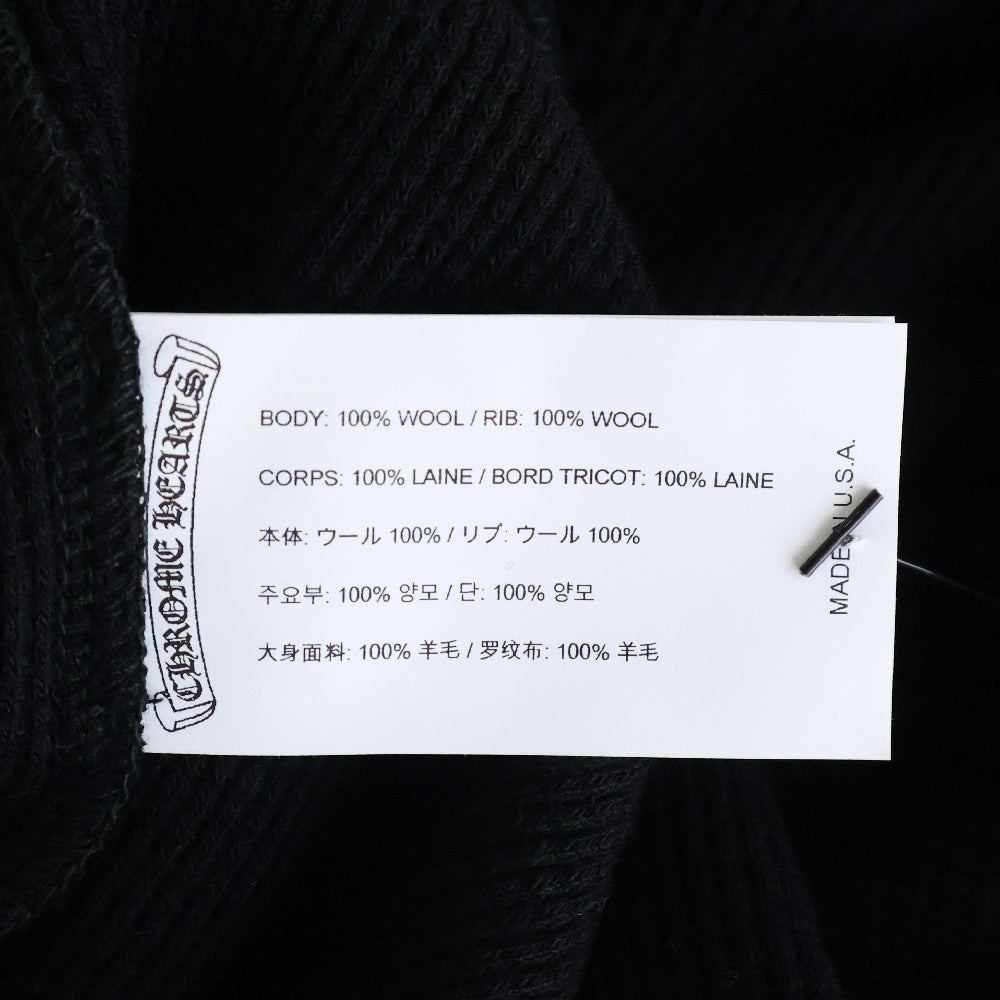 CHROME HEARTS
BODY: 100% WOOL / RIB: 100% WOOL
CORPS: 100% LAINE / BORD TRICOT: 100% LAINE
本体: ウール 100% / リブ: ウール 100%
주요부: 100% 양모 / 단: 100% 양모
大身面料: 100% 羊毛 / 罗纹布: 100% 羊毛
MADE IN U.S.A.